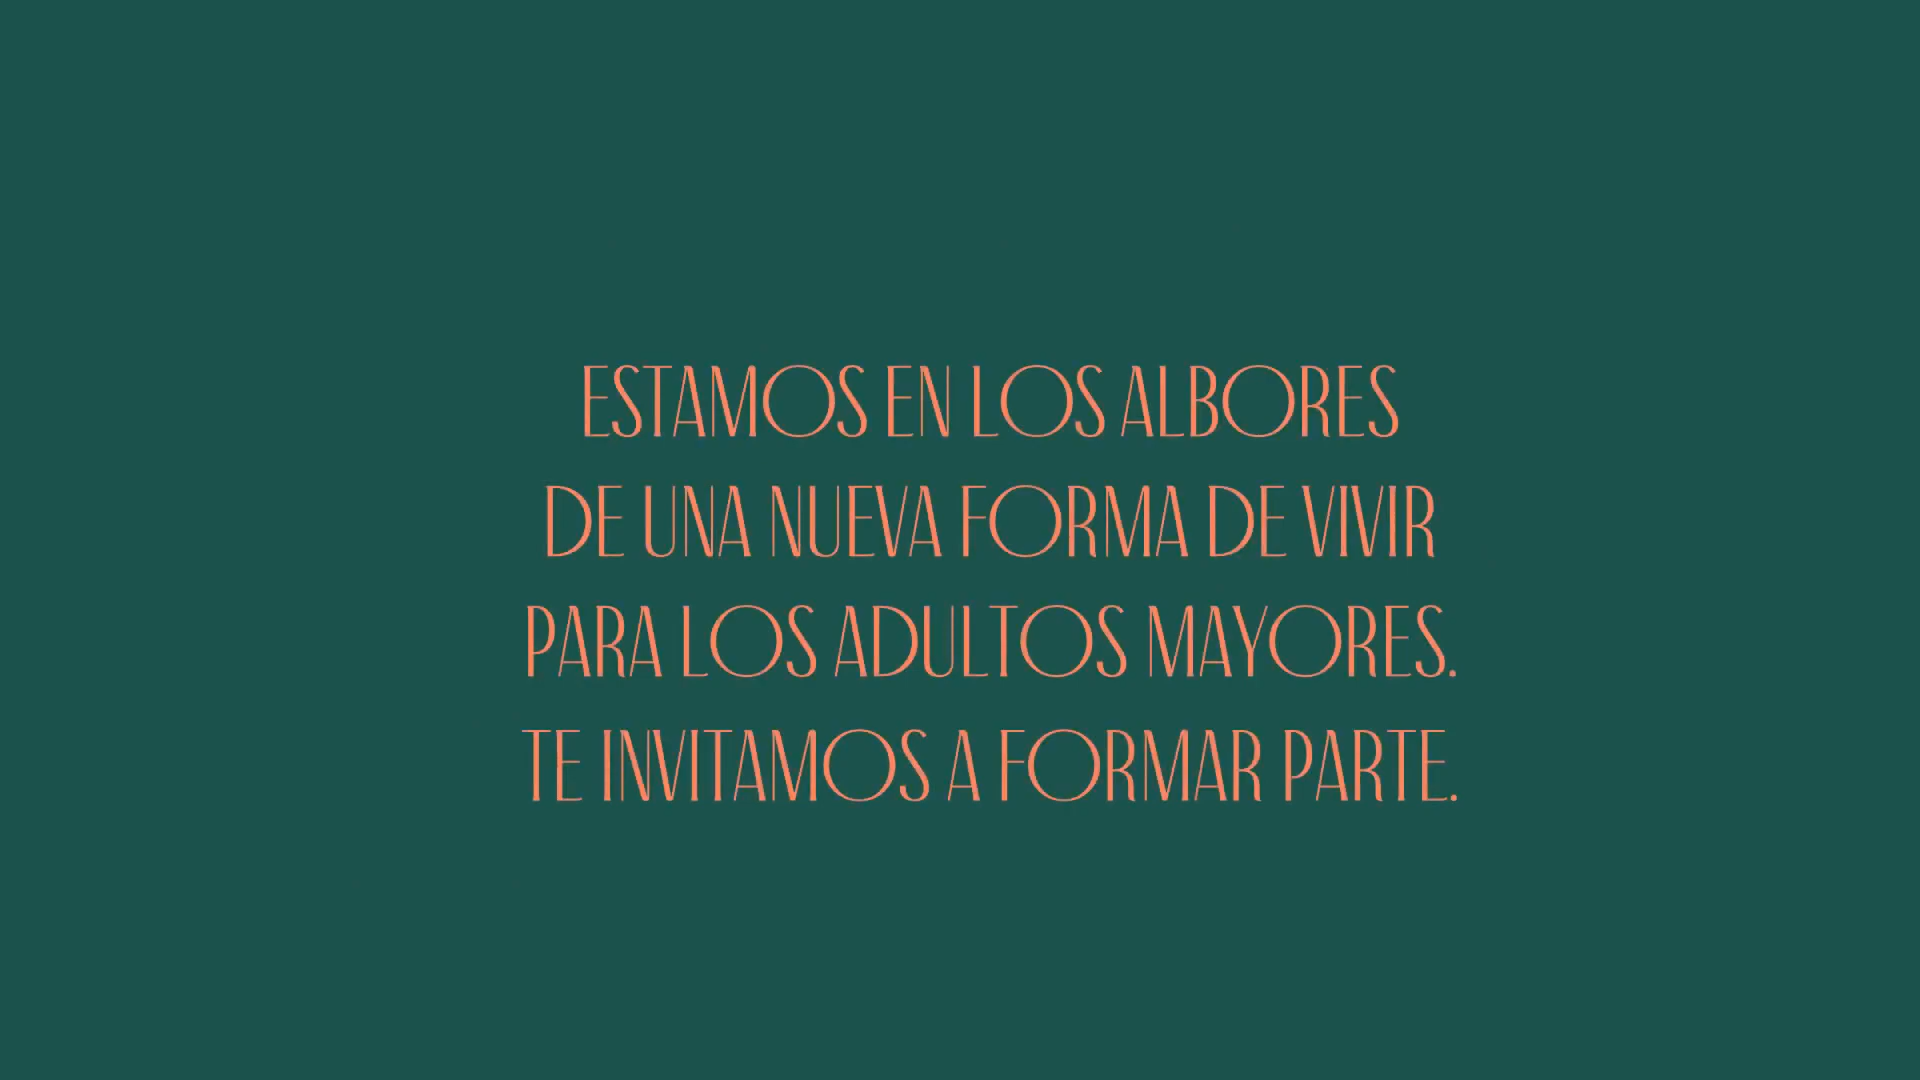 ESTAMOS EN LOS ALBORES
DE UNA NUEVA FORMA DE VIVIR
PARA LOS ADULTOS MAYORES.
TE INVITAMOS A FORMAR PARTE.